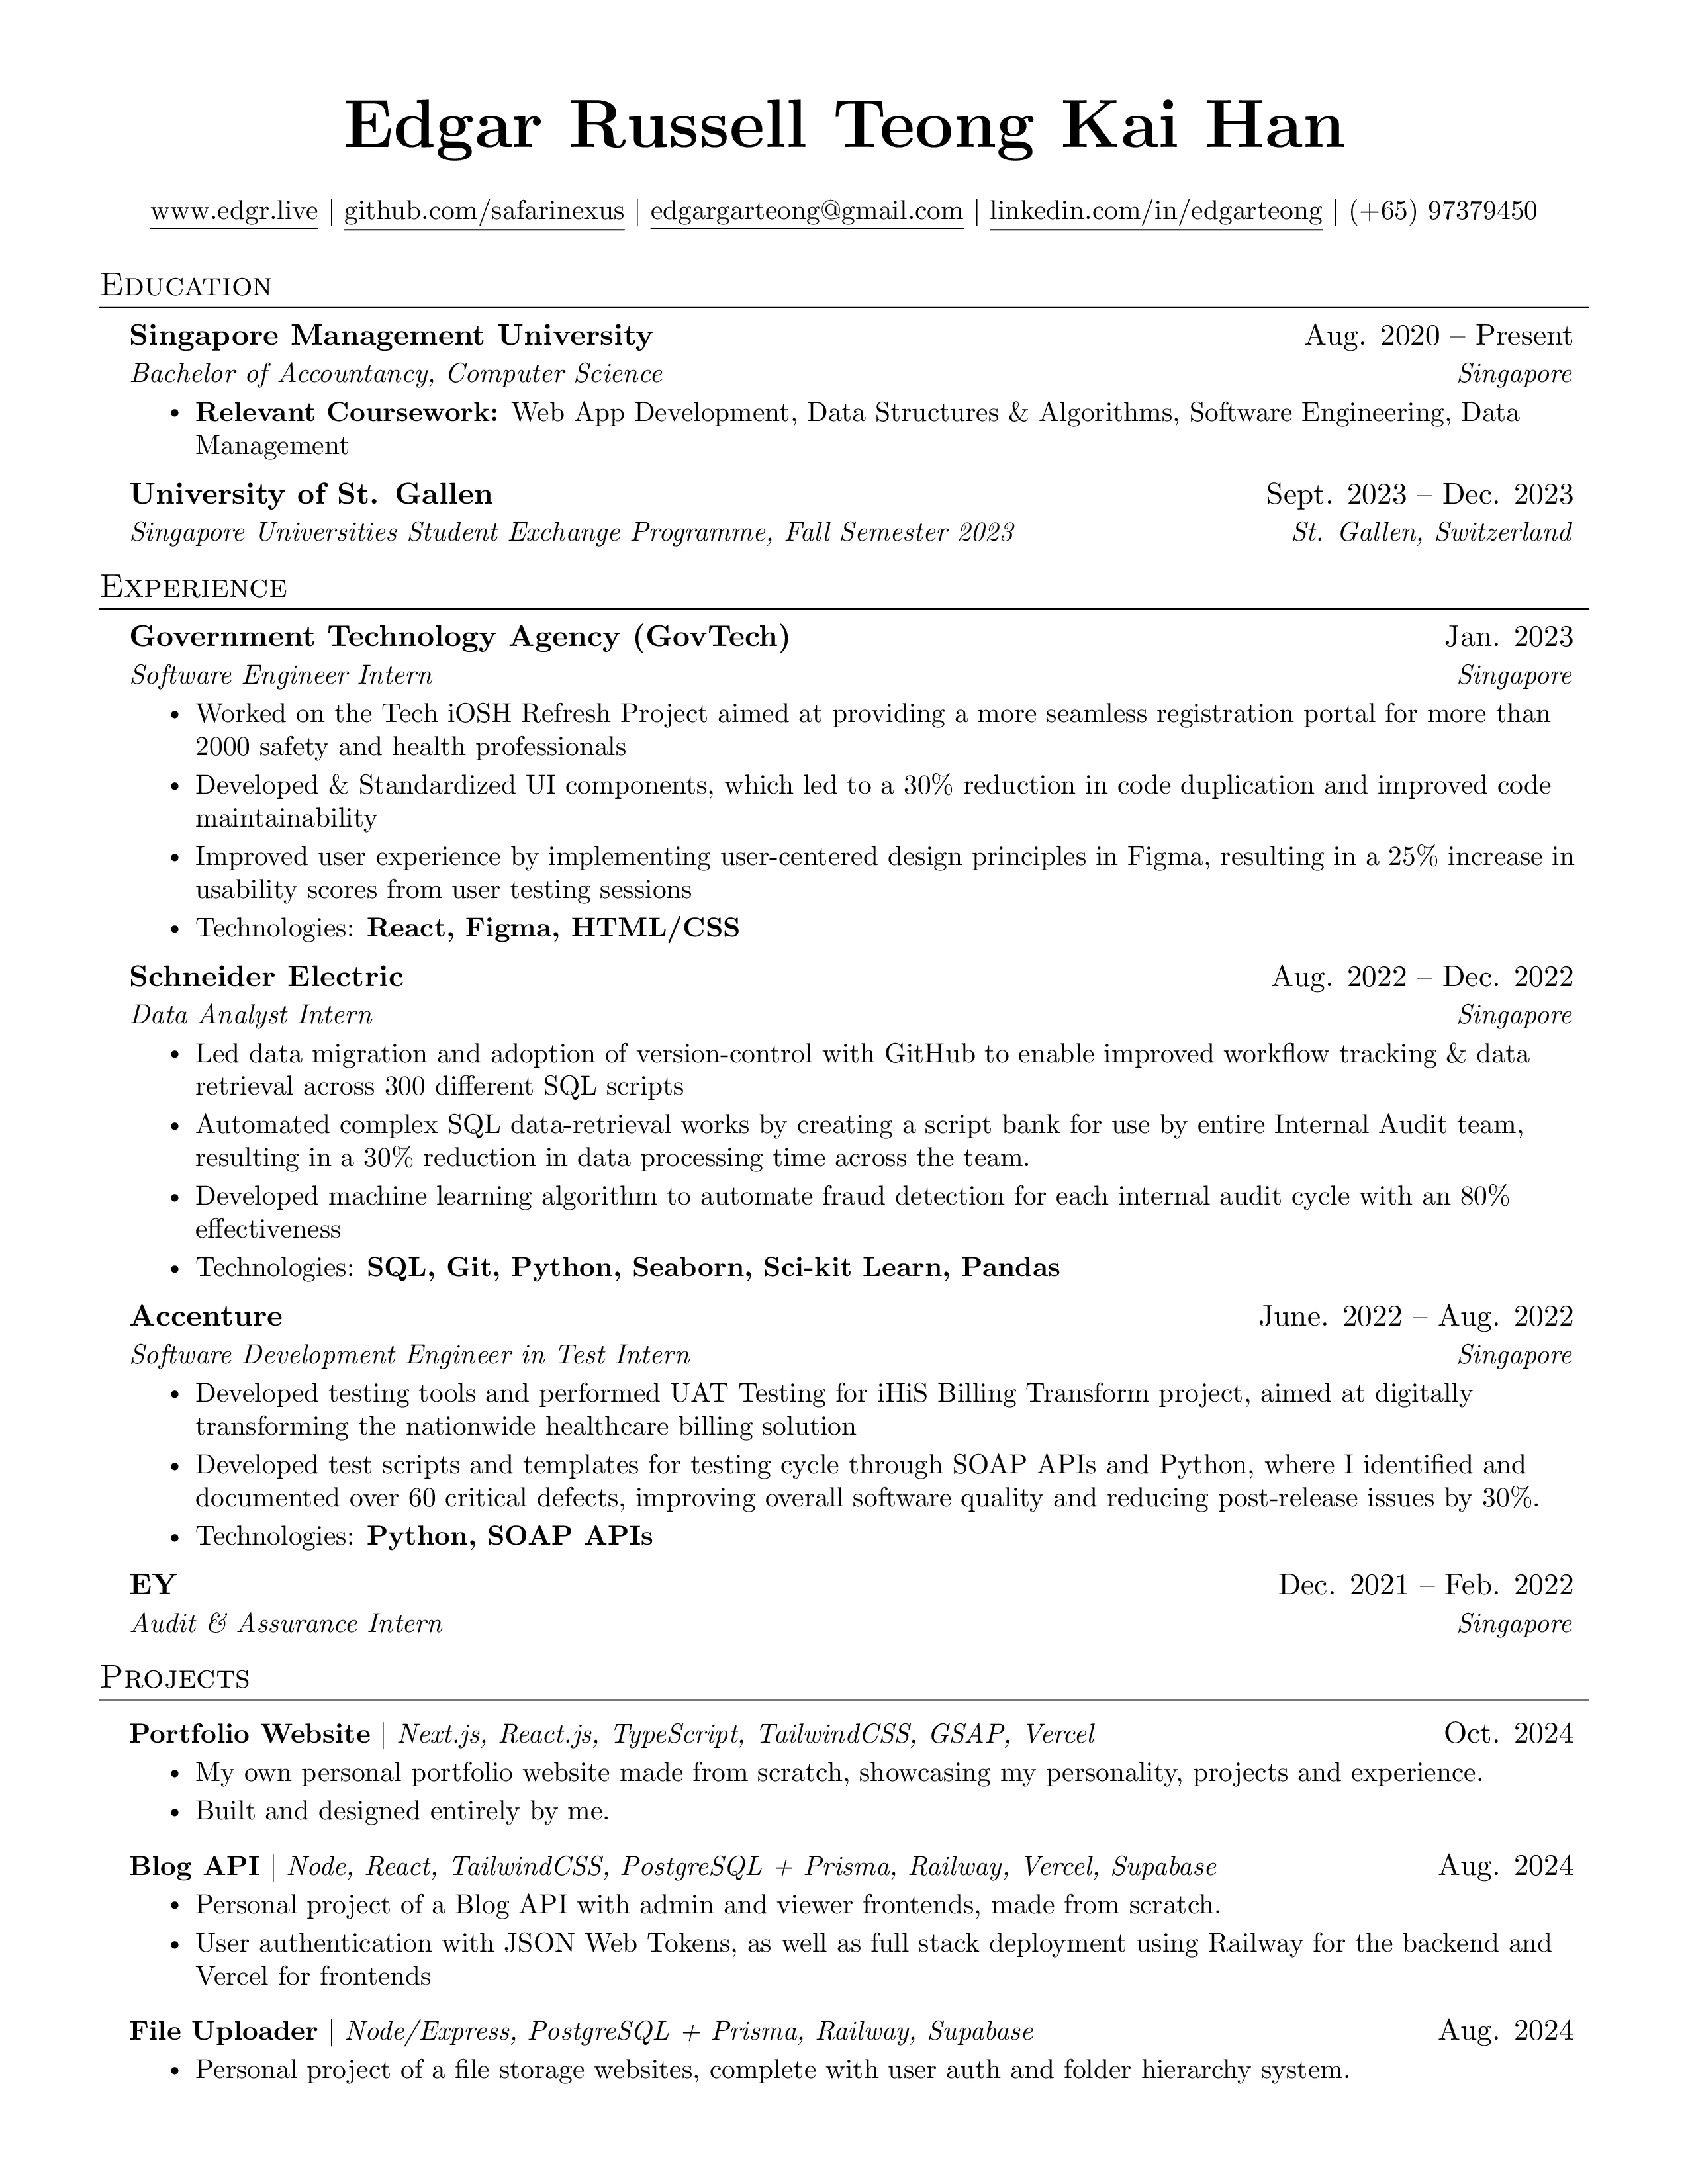 Edgar Russell Teong Kai Han
www.edgr.live | github.com/safarinexus | edgargarteong@gmail.com | linkedin.com/in/edgarteong | (+65) 97379450
Education
Singapore Management University Aug. 2020 – Present
Bachelor of Accountancy, Computer Science Singapore
• Relevant Coursework: Web App Development, Data Structures & Algorithms, Software Engineering, Data
Management
University of St. Gallen Sept. 2023 – Dec. 2023
Singapore Universities Student Exchange Programme, Fall Semester 2023 St. Gallen, Switzerland
Experience
Government Technology Agency (GovTech) Jan. 2023
Software Engineer Intern Singapore
• Worked on the Tech iOSH Refresh Project aimed at providing a more seamless registration portal for more than
2000 safety and health professionals
• Developed & Standardized UI components, which led to a 30% reduction in code duplication and improved code
maintainability
• Improved user experience by implementing user-centered design principles in Figma, resulting in a 25% increase in
usability scores from user testing sessions
• Technologies: React, Figma, HTML/CSS
Schneider Electric Aug. 2022 – Dec. 2022
Data Analyst Intern Singapore
• Led data migration and adoption of version-control with GitHub to enable improved workflow tracking & data
retrieval across 300 different SQL scripts
• Automated complex SQL data-retrieval works by creating a script bank for use by entire Internal Audit team,
resulting in a 30% reduction in data processing time across the team.
• Developed machine learning algorithm to automate fraud detection for each internal audit cycle with an 80%
effectiveness
• Technologies: SQL, Git, Python, Seaborn, Sci-kit Learn, Pandas
Accenture June. 2022 – Aug. 2022
Software Development Engineer in Test Intern Singapore
• Developed testing tools and performed UAT Testing for iHiS Billing Transform project, aimed at digitally
transforming the nationwide healthcare billing solution
• Developed test scripts and templates for testing cycle through SOAP APIs and Python, where I identified and
documented over 60 critical defects, improving overall software quality and reducing post-release issues by 30%.
• Technologies: Python, SOAP APIs
EY Dec. 2021 – Feb. 2022
Audit & Assurance Intern Singapore
Projects
Portfolio Website | Next.js, React.js, TypeScript, TailwindCSS, GSAP, Vercel Oct. 2024
• My own personal portfolio website made from scratch, showcasing my personality, projects and experience.
• Built and designed entirely by me.
Blog API | Node, React, TailwindCSS, PostgreSQL + Prisma, Railway, Vercel, Supabase Aug. 2024
• Personal project of a Blog API with admin and viewer frontends, made from scratch.
• User authentication with JSON Web Tokens, as well as full stack deployment using Railway for the backend and
Vercel for frontends
File Uploader | Node/Express, PostgreSQL + Prisma, Railway, Supabase Aug. 2024
• Personal project of a file storage websites, complete with user auth and folder hierarchy system.